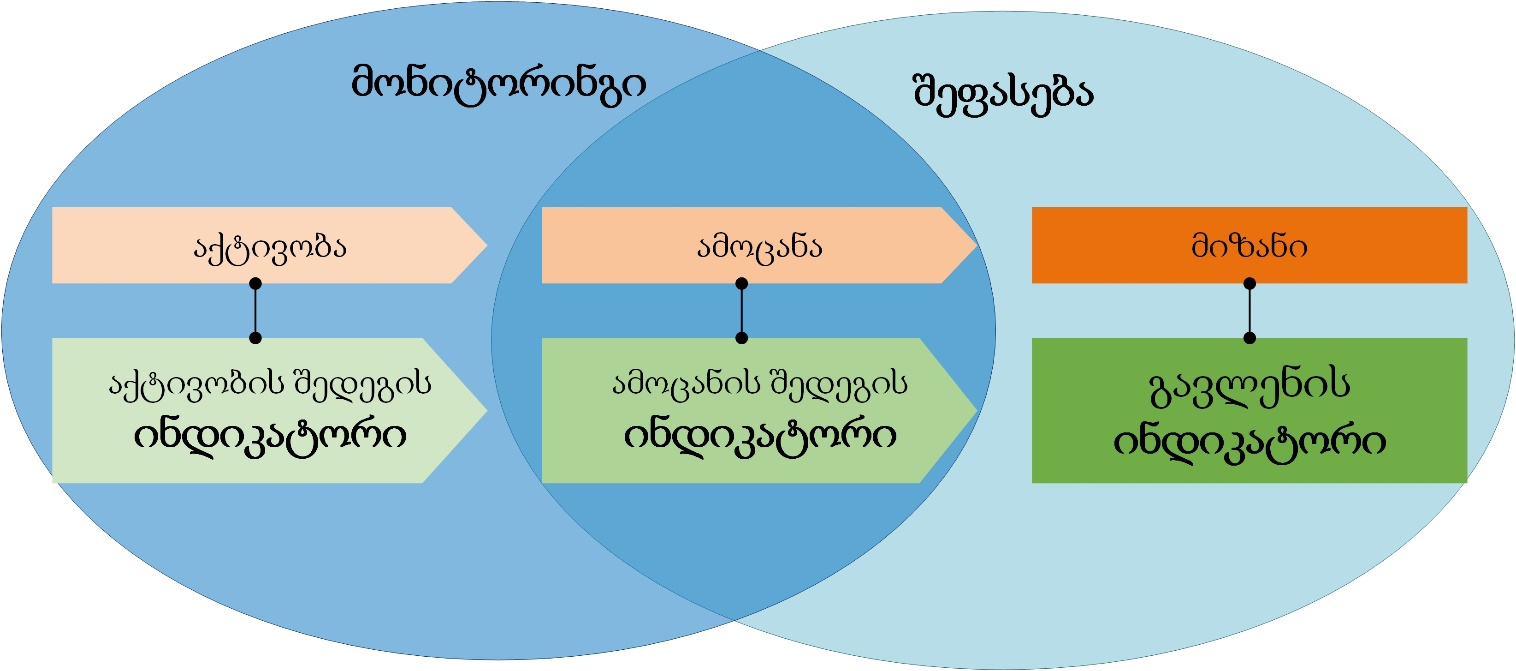 მონიტორინგი
შეფასება
აქტივობა
ამოცანა
მიზანი
აქტივობის შედეგის
ინდიკატორი
ამოცანის შედეგის
ინდიკატორი
გავლენის
ინდიკატორი